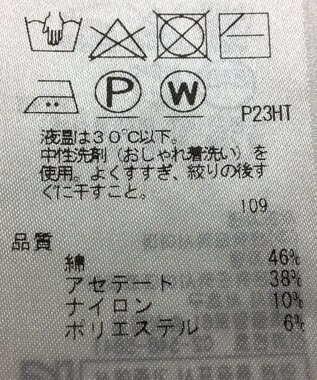 P W
P23HT
液温は30℃以下。
中性洗剤（おしゃれ着洗い）を
使用。よくすすぎ、絞りの後す
ぐに干すこと。
109
品質
綿 46%
アセテート 38%
ナイロン 10%
ポリエステル 6%